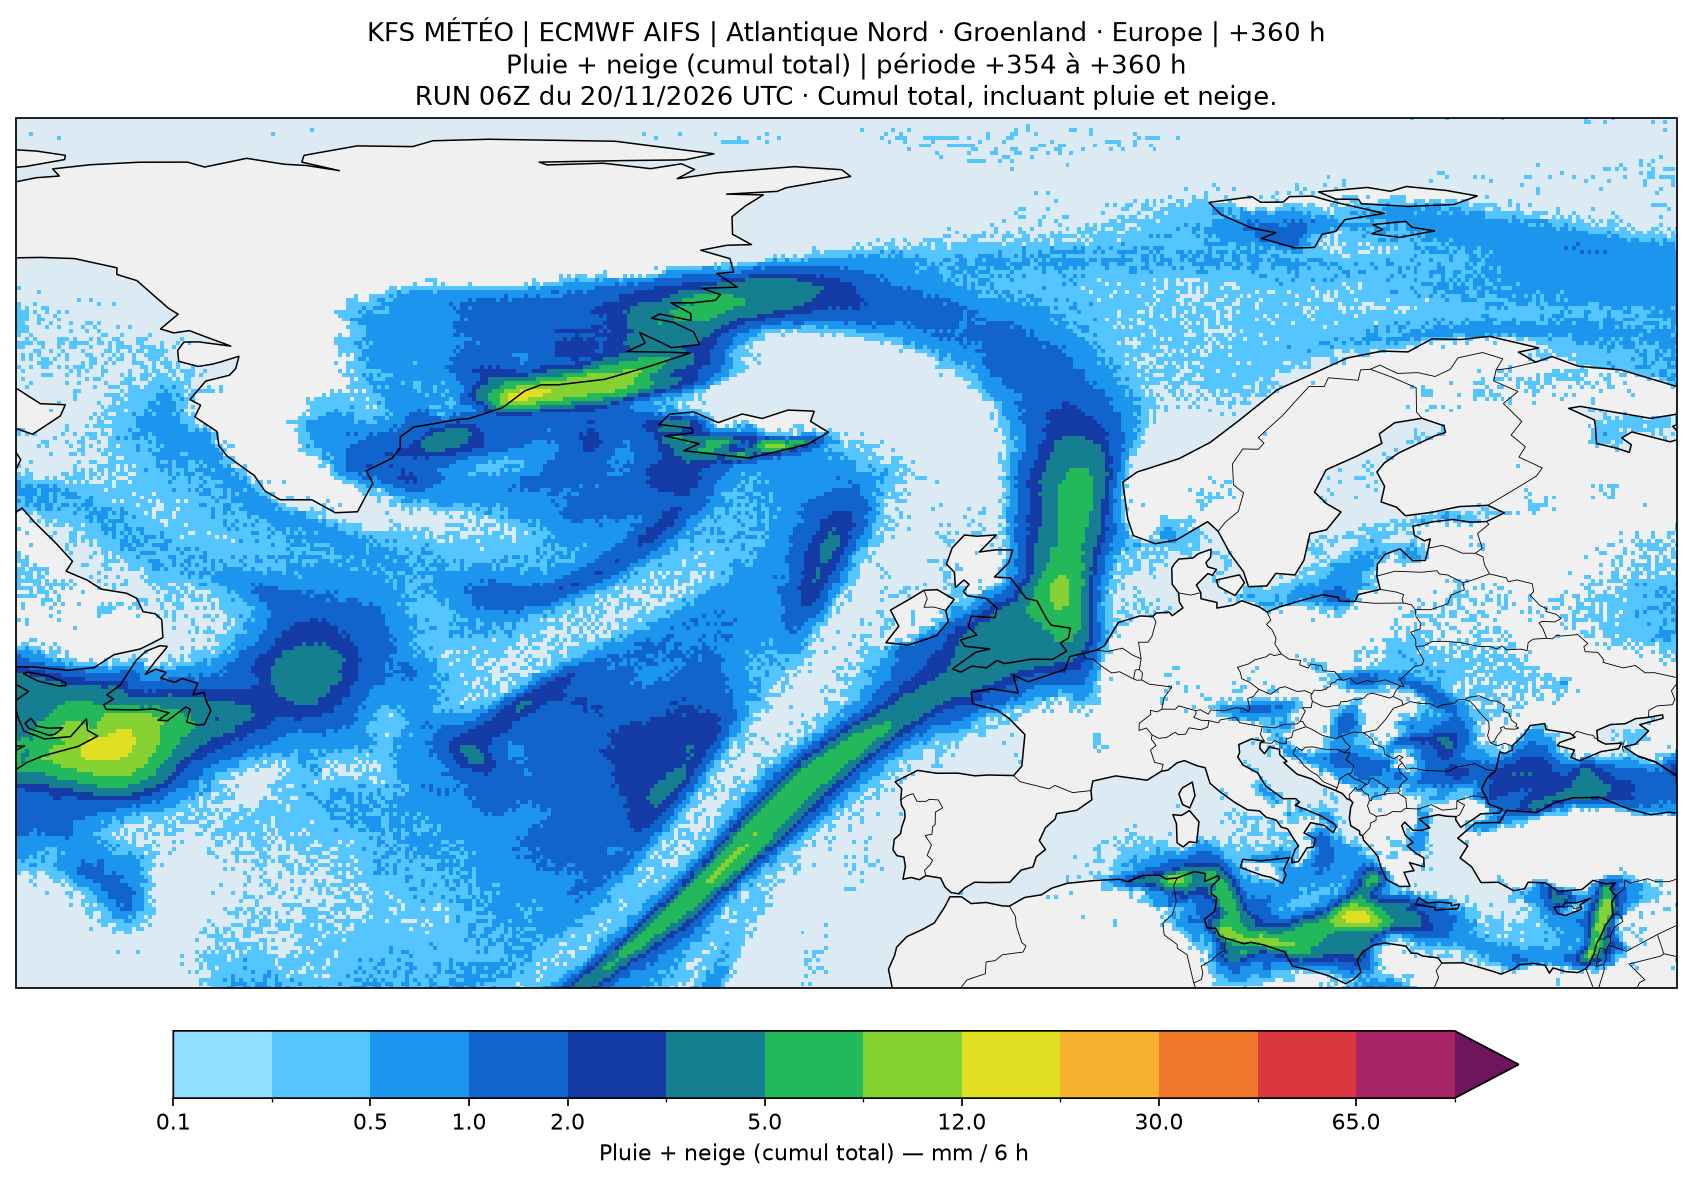 KFS MÉTÉO | ECMWF AIFS | Atlantique Nord · Groenland · Europe | +360 h
Pluie + neige (cumul total) | période +354 à +360 h
RUN 06Z du 20/11/2026 UTC · Cumul total, incluant pluie et neige.
0.1 0.5 1.0 2.0 5.0 12.0 30.0 65.0
Pluie + neige (cumul total) — mm / 6 h